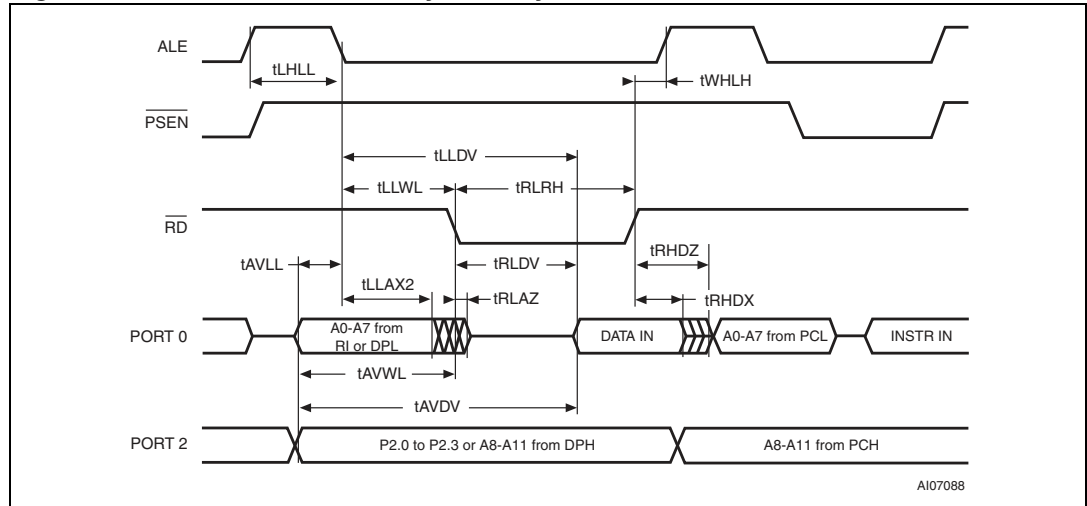 ALE
tLHLL
tWHLH
PSEN
tLLDV
tLLWL
tRLRH
RD
tAVLL
tRLDV
tRHDZ
tLLAX2
tRLAZ
tRHDX
PORT 0
A0-A7 from
RI or DPL
DATA IN
A0-A7 from PCL
INSTR IN
tAVWL
tAVDV
PORT 2
P2.0 to P2.3 or A8-A11 from DPH
A8-A11 from PCH
AI07088